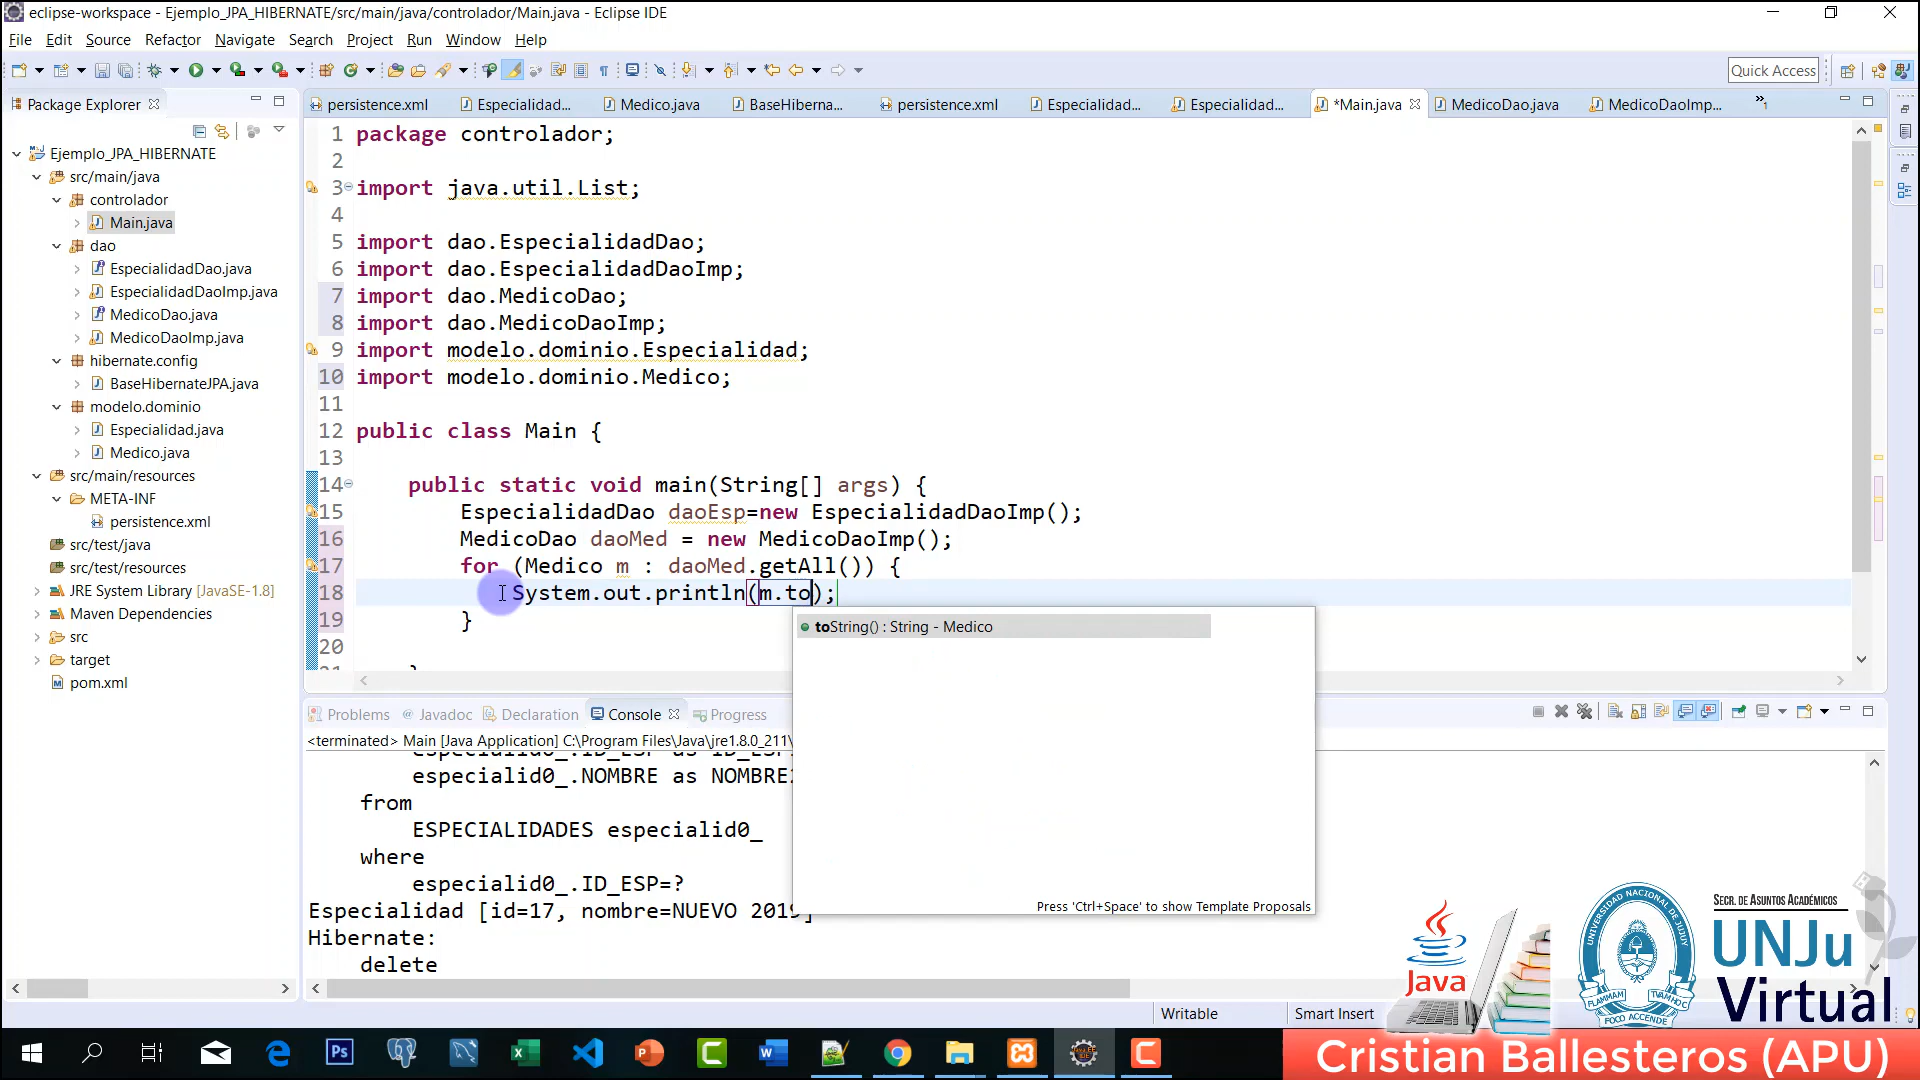 eclipse-workspace - Ejemplo_JPA_HIBERNATE/src/main/java/controlador/Main.java - Eclipse IDE
File Edit Source Refactor Navigate Search Project Run Window Help
Quick Access
Package Explorer
persistence.xml Especialidad... Medico.java BaseHiberna... persistence.xml Especialidad... Especialidad... *Main.java MedicoDao.java MedicoDaoImp... »1
Ejemplo_JPA_HIBERNATE
src/main/java
controlador
Main.java
dao
EspecialidadDao.java
EspecialidadDaoImp.java
MedicoDao.java
MedicoDaoImp.java
hibernate.config
BaseHibernateJPA.java
modelo.dominio
Especialidad.java
Medico.java
src/main/resources
META-INF
persistence.xml
src/test/java
src/test/resources
JRE System Library [JavaSE-1.8]
Maven Dependencies
src
target
pom.xml
1 package controlador;
2
3 import java.util.List;
4
5 import dao.EspecialidadDao;
6 import dao.EspecialidadDaoImp;
7 import dao.MedicoDao;
8 import dao.MedicoDaoImp;
9 import modelo.dominio.Especialidad;
10 import modelo.dominio.Medico;
11
12 public class Main {
13
14 public static void main(String[] args) {
15 EspecialidadDao daoEsp=new EspecialidadDaoImp();
16 MedicoDao daoMed = new MedicoDaoImp();
17 for (Medico m : daoMed.getAll()) {
18 System.out.println(m.to);
19 }
20
toString() : String - Medico
Press 'Ctrl+Space' to show Template Proposals
Problems Javadoc Declaration Console Progress
<terminated> Main [Java Application] C:\Program Files\Java\jre1.8.0_211\
especialid0_.ID_ESP as ID_ESP
especialid0_.NOMBRE as NOMBRE2
from
ESPECIALIDADES especialid0_
where
especialid0_.ID_ESP=?
Especialidad [id=17, nombre=NUEVO 2019]
Hibernate:
delete
Writable Smart Insert
Java
UNIVERSIDAD NACIONAL DE JUJUY
SECR. DE ASUNTOS ACADÉMICOS
UNJu
Virtual
Cristian Ballesteros (APU)